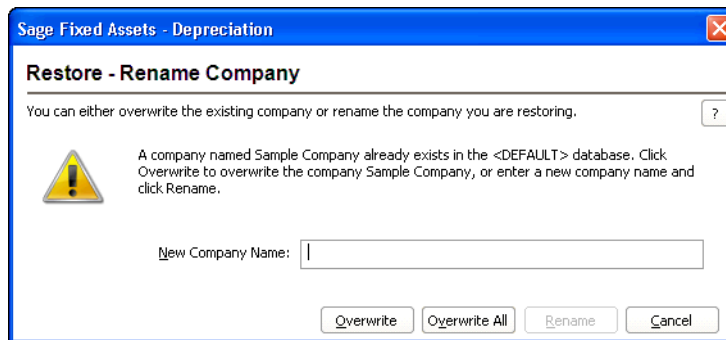 Sage Fixed Assets - Depreciation
Restore - Rename Company
You can either overwrite the existing company or rename the company you are restoring.
?
A company named Sample Company already exists in the <DEFAULT> database. Click
Overwrite to overwrite the company Sample Company, or enter a new company name and
click Rename.
New Company Name:
Overwrite Overwrite All Rename Cancel